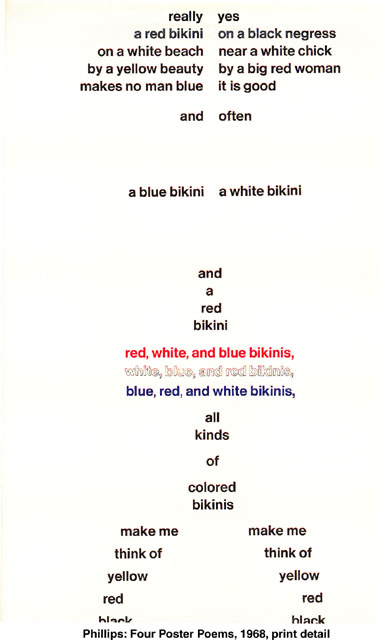 really yes
a red bikini on a black negress
on a white beach near a white chick
by a yellow beauty by a big red woman
makes no man blue it is good
and often
a blue bikini a white bikini
and
a
red
bikini
red, white, and blue bikinis,
white, blue, and red bikinis,
blue, red, and white bikinis,
all
kinds
of
colored
bikinis
make me make me
think of think of
yellow yellow
red red
black black
Phillips: Four Poster Poems, 1968, print detail